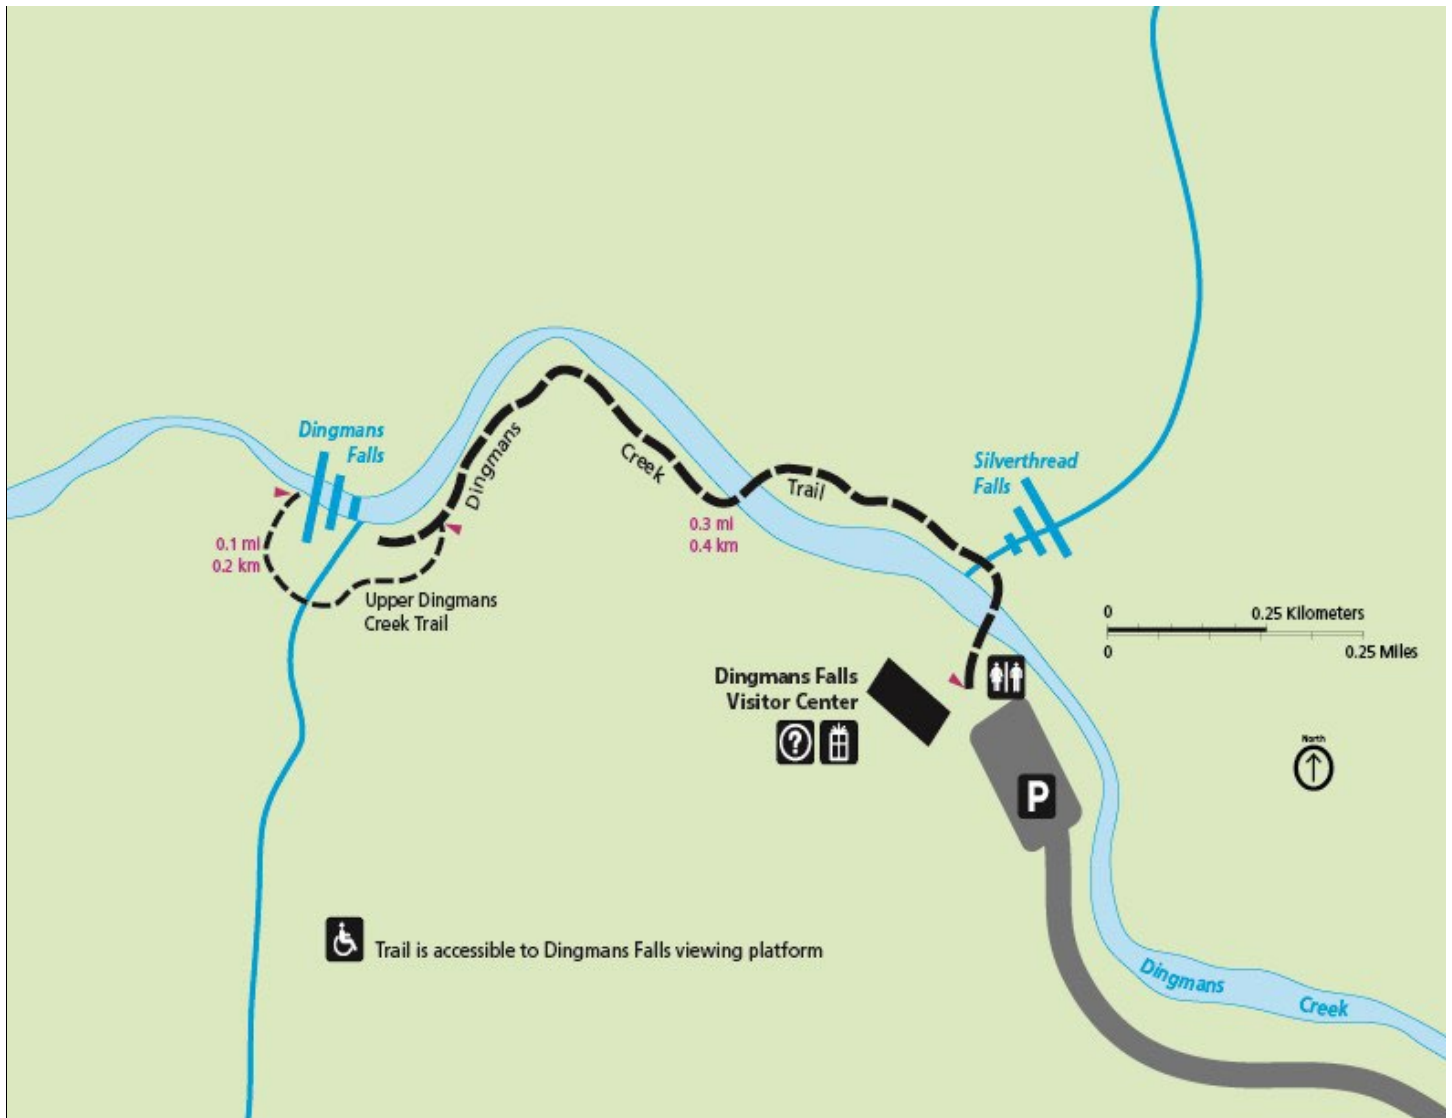 Dingmans
Falls
Dingmans
Creek
Trail
Silverthread
Falls
0.1 mi
0.2 km
0.3 mi
0.4 km
Upper Dingmans
Creek Trail
0 0.25 Kilometers
0 0.25 Miles
Dingmans Falls
Visitor Center
?
North
P
Trail is accessible to Dingmans Falls viewing platform
Dingmans
Creek